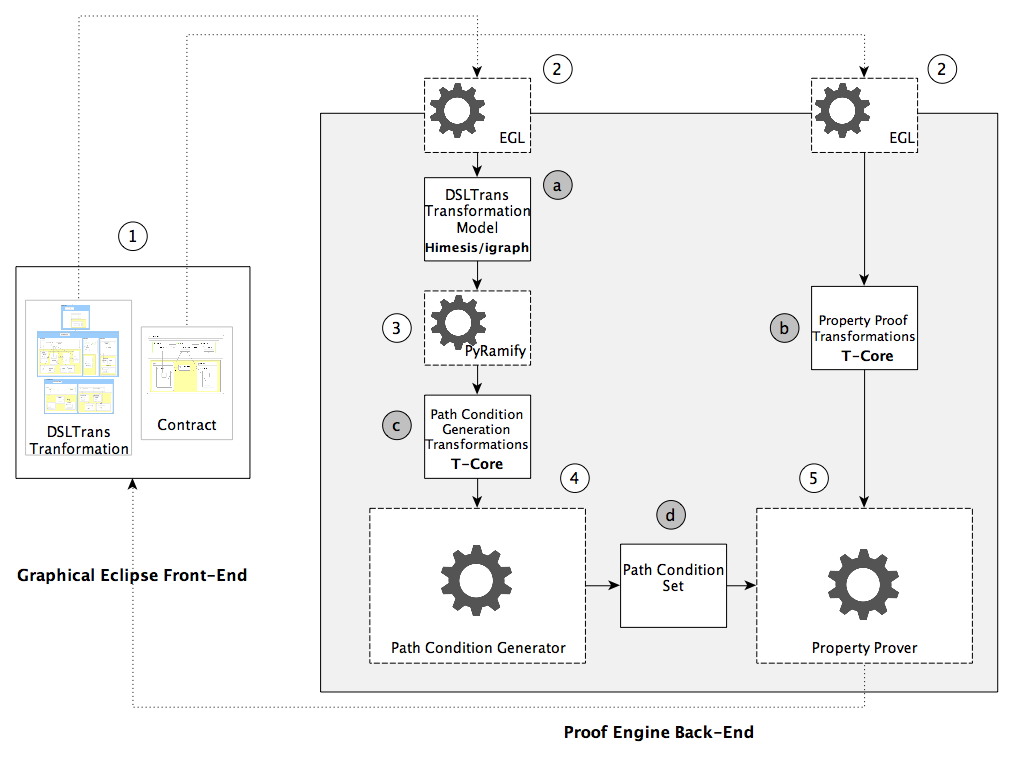 2
2
EGL
EGL
a
DSLTrans
Transformation
Model
Himesis/igraph
1
3
PyRamify
b
Property Proof
Transformations
T-Core
c
Path Condition
Generation
Transformations
T-Core
DSLTrans
Tranformation
Contract
4
5
d
Path Condition
Set
Graphical Eclipse Front-End
Path Condition Generator
Property Prover
Proof Engine Back-End